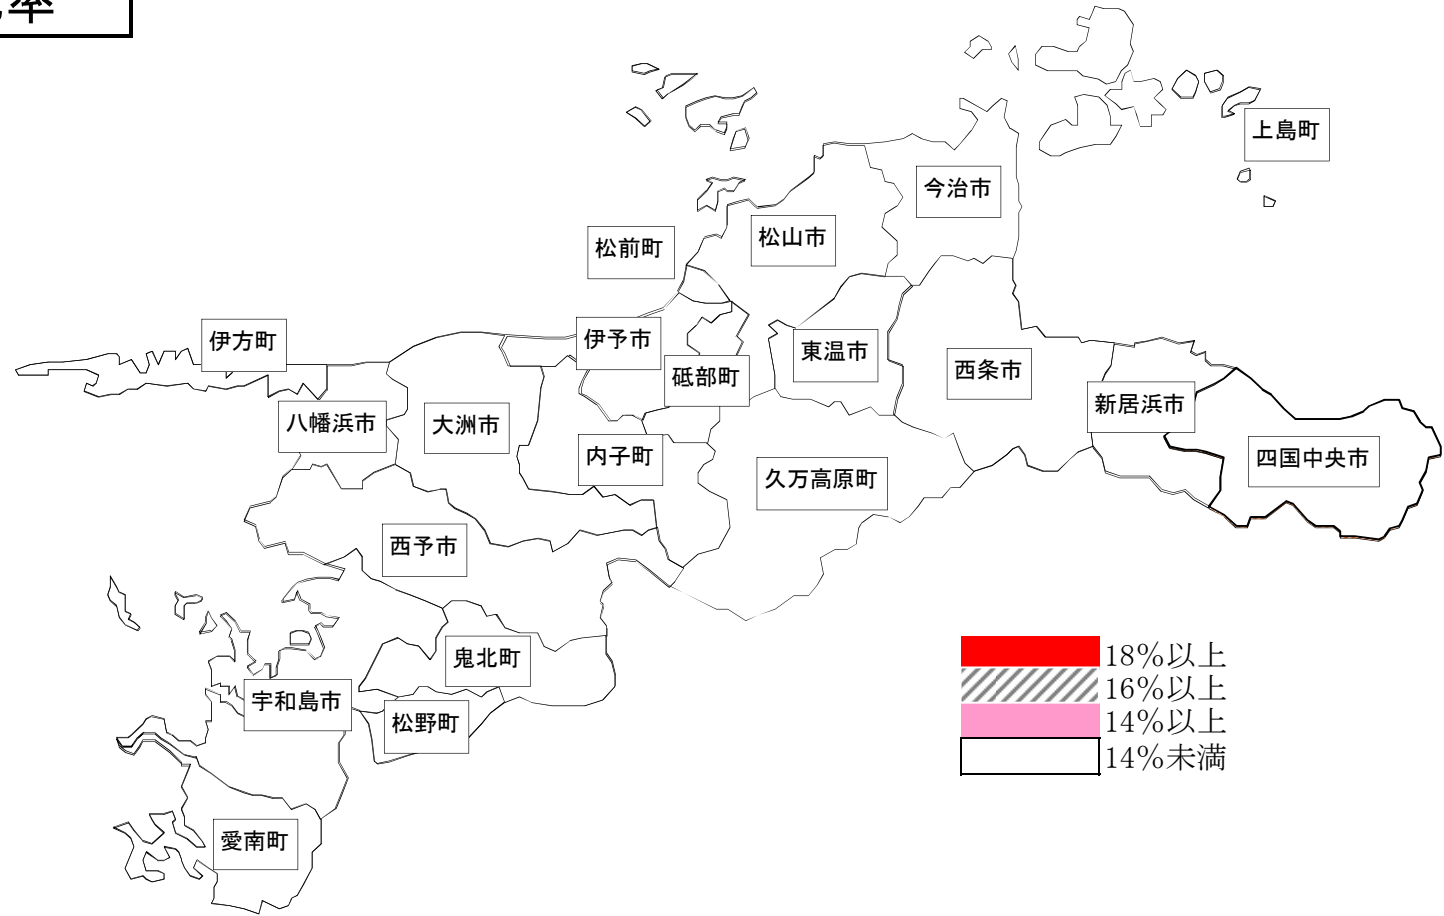 率
上島町
今治市
松山市
松前町
伊方町
伊予市
東温市
砥部町
西条市
新居浜市
八幡浜市
大洲市
内子町
久万高原町
四国中央市
西予市
鬼北町
宇和島市
松野町
愛南町
18%以上
16%以上
14%以上
14%未満